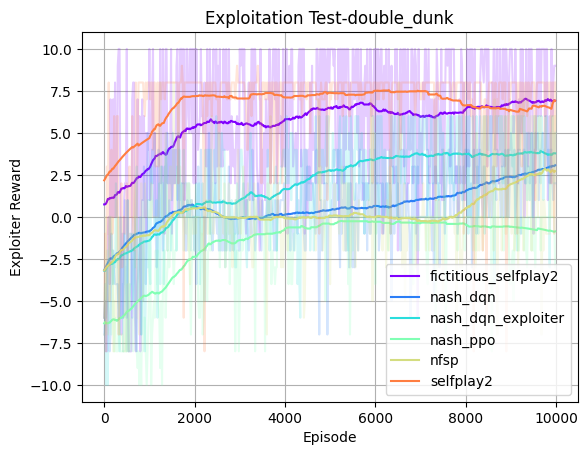 Exploitation Test-double_dunk
Exploiter Reward
10.0
7.5
5.0
2.5
0.0
−2.5
−5.0
−7.5
−10.0
fictitious_selfplay2
nash_dqn
nash_dqn_exploiter
nash_ppo
nfsp
selfplay2
0 2000 4000 6000 8000 10000
Episode